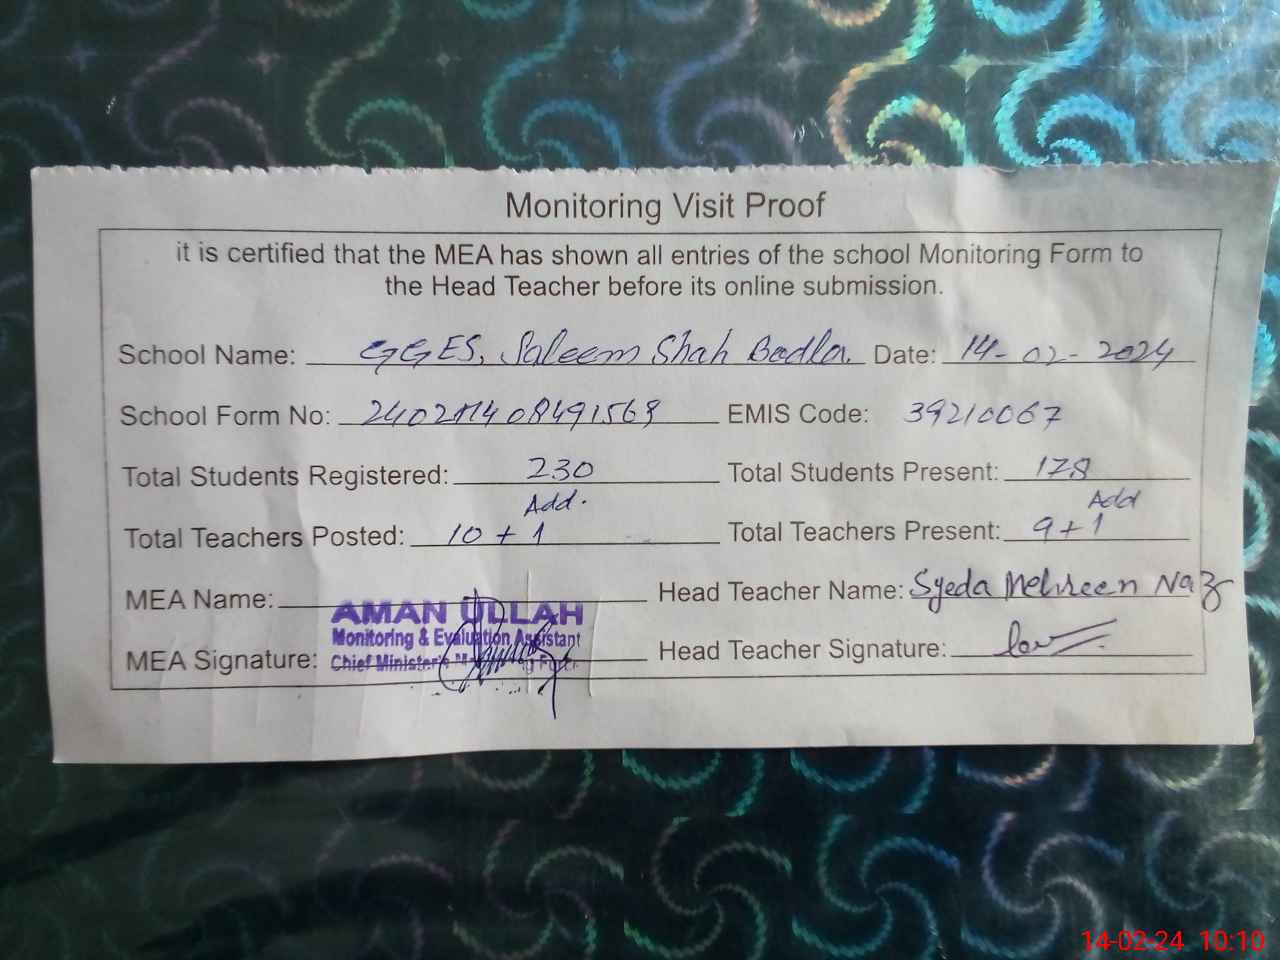 Monitoring Visit Proof
it is certified that the MEA has shown all entries of the school Monitoring Form to
the Head Teacher before its online submission.
School Name: GGES, Saleem Shah Badla. Date: 14-02-2024
School Form No: EMIS Code: 39210067
Total Students Registered: 230 Total Students Present: 178
Add. Add
Total Teachers Posted: 10 + 1 Total Teachers Present: 9+1
MEA Name: Head Teacher Name: Syeda Mehreen Naz
AMAN ULLAH
Monitoring & Evaluation Assistant
MEA Signature: Chief Minister's Head Teacher Signature:
14-02-24 10:10